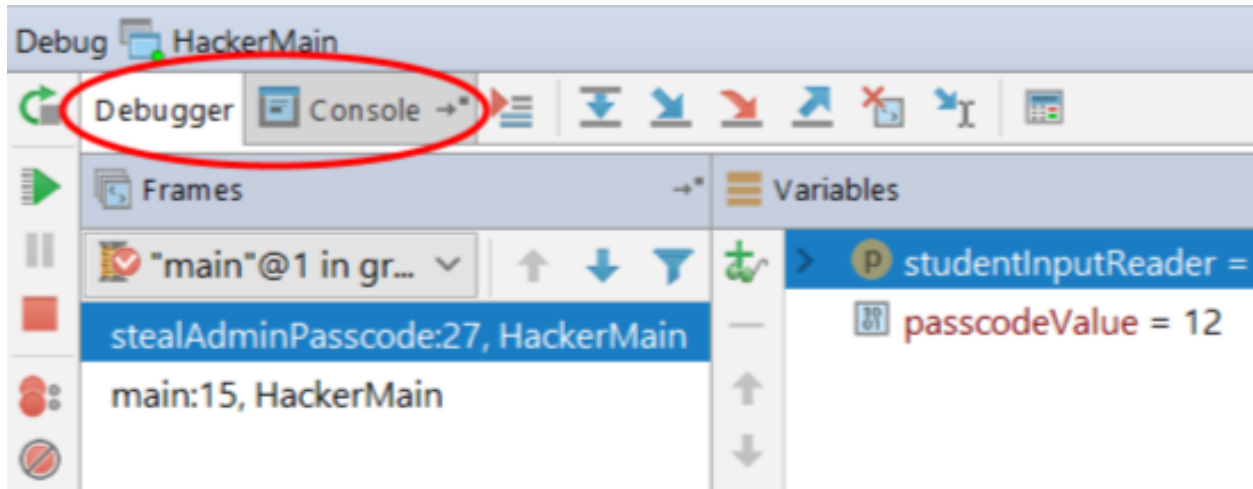 Debug HackerMain
Debugger Console
Frames
Variables
"main"@1 in gr...
stealAdminPasscode:27, HackerMain
main:15, HackerMain
studentInputReader =
passcodeValue = 12